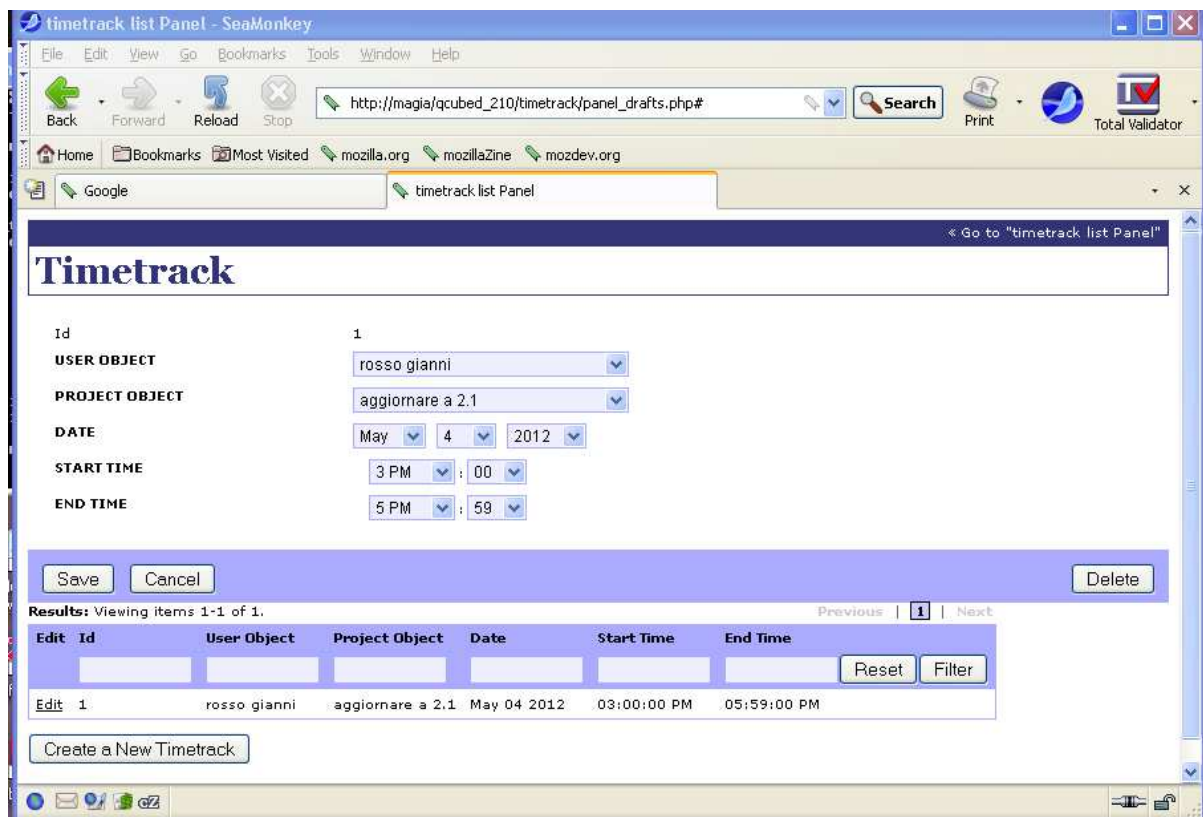 timetrack list Panel - SeaMonkey
File Edit View Go Bookmarks Tools Window Help
Back Forward Reload Stop http://magia/qcubed_210/timetrack/panel_drafts.php# Search Print Total Validator
Home Bookmarks Most Visited mozilla.org mozillaZine mozdev.org
Google timetrack list Panel
« Go to "timetrack list Panel"
Timetrack
Id 1
USER OBJECT rosso gianni
PROJECT OBJECT aggiornare a 2.1
DATE May 4 2012
START TIME 3 PM : 00
END TIME 5 PM : 59
Save Cancel Delete
Results: Viewing items 1-1 of 1. Previous | 1 | Next
Edit Id User Object Project Object Date Start Time End Time
Reset Filter
Edit 1 rosso gianni aggiornare a 2.1 May 04 2012 03:00:00 PM 05:59:00 PM
Create a New Timetrack